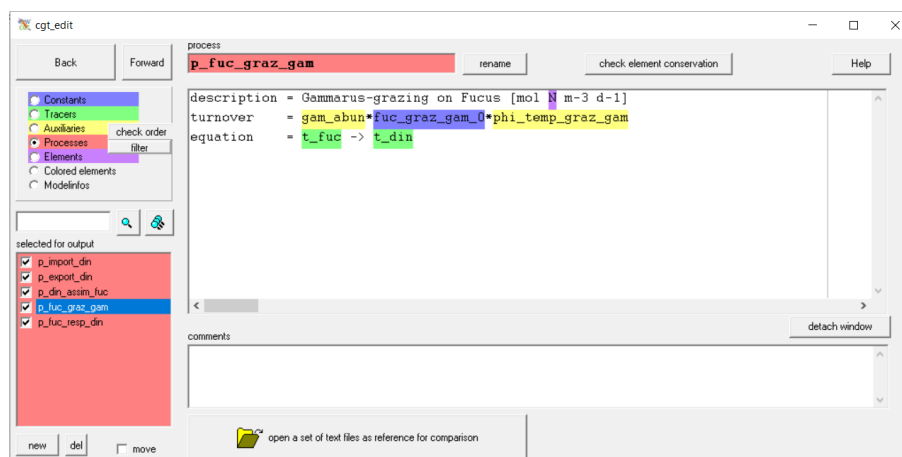 cgt_edit
Back
Forward
process
p_fuc_graz_gam
rename
check element conservation
Help
Constants
Tracers
Auxiliaries
check order
Processes
filter
Elements
Colored elements
Modelinfos
description = Gammarus-grazing on Fucus [mol N m-3 d-1]
turnover = gam_abun*fuc_graz_gam_0*phi_temp_graz_gam
equation = t_fuc -> t_din
selected for output
p_import_din
p_export_din
p_din_assim_fuc
p_fuc_graz_gam
p_fuc_resp_din
detach window
comments
new
del
move
open a set of text files as reference for comparison